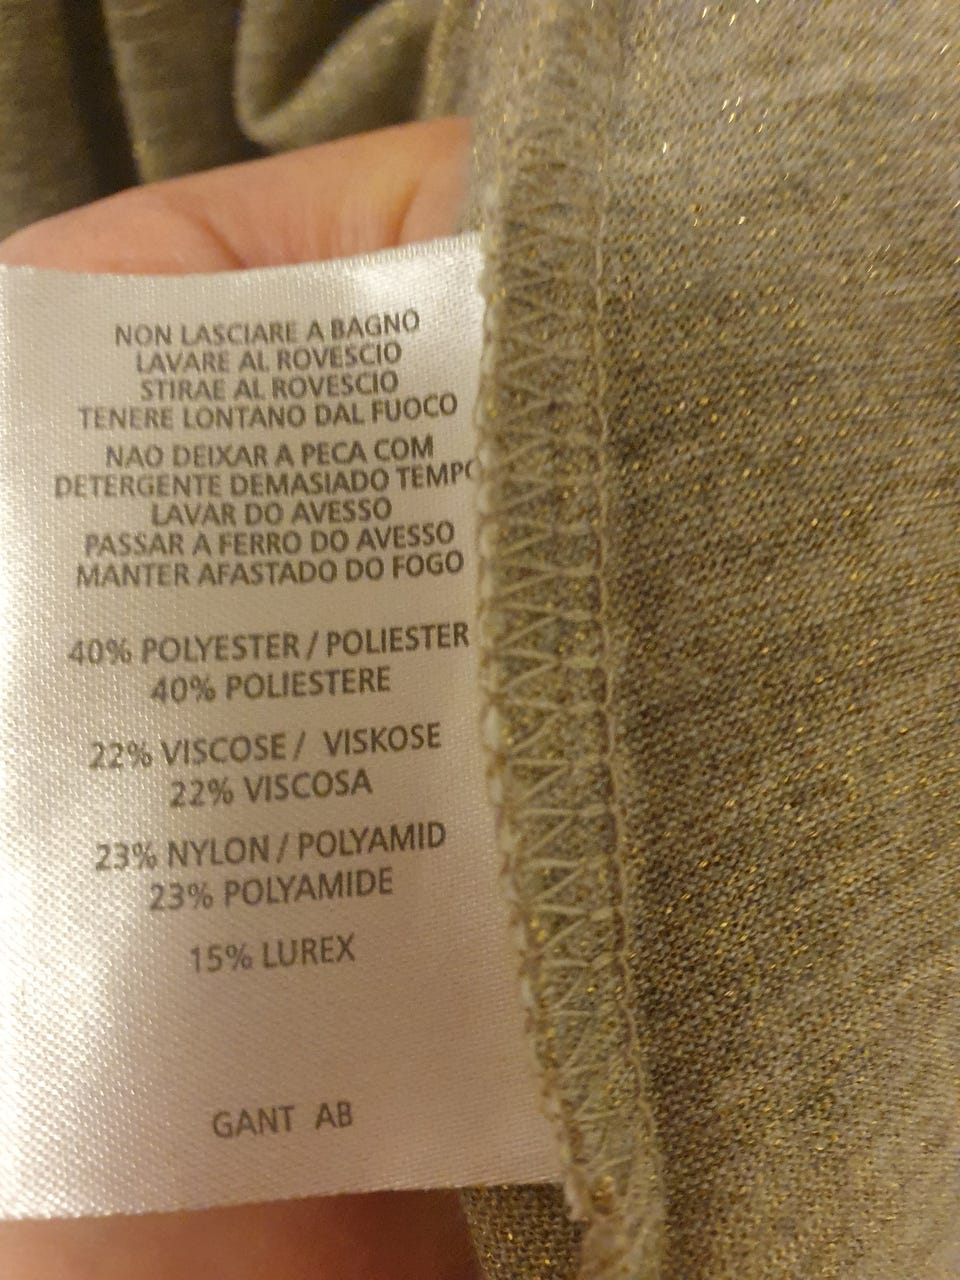 NON LASCIARE A BAGNO
LAVARE AL ROVESCIO
STIRAE AL ROVESCIO
TENERE LONTANO DAL FUOCO
NAO DEIXAR A PECA COM
DETERGENTE DEMASIADO TEMPO
LAVAR DO AVESSO
PASSAR A FERRO DO AVESSO
MANTER AFASTADO DO FOGO
40% POLYESTER / POLIESTER
40% POLIESTERE
22% VISCOSE / VISKOSE
22% VISCOSA
23% NYLON / POLYAMID
23% POLYAMIDE
15% LUREX
GANT AB